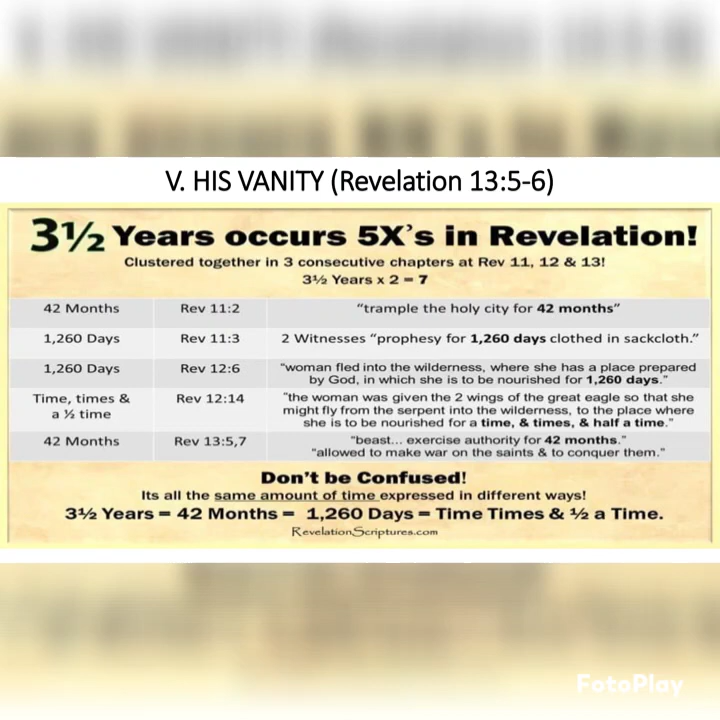 V. HIS VANITY (Revelation 13:5-6)
3½ Years occurs 5X's in Revelation!
Clustered together in 3 consecutive chapters at Rev 11, 12 & 13!
3½ Years x 2 = 7
42 Months Rev 11:2 “trample the holy city for 42 months”
1,260 Days Rev 11:3 2 Witnesses “prophesy for 1,260 days clothed in sackcloth.”
1,260 Days Rev 12:6 “woman fled into the wilderness, where she has a place prepared
by God, in which she is to be nourished for 1,260 days.”
Time, times &
a ½ time
Rev 12:14
“the woman was given the 2 wings of the great eagle so that she
might fly from the serpent into the wilderness, to the place where
she is to be nourished for a time, & times, & half a time.”
42 Months Rev 13:5,7 “beast... exercise authority for 42 months.”
“allowed to make war on the saints & to conquer them.”
Don't be Confused!
Its all the same amount of time expressed in different ways!
3½ Years = 42 Months = 1,260 Days = Time Times & ½ a Time.
RevelationScriptures.com
FotoPlay